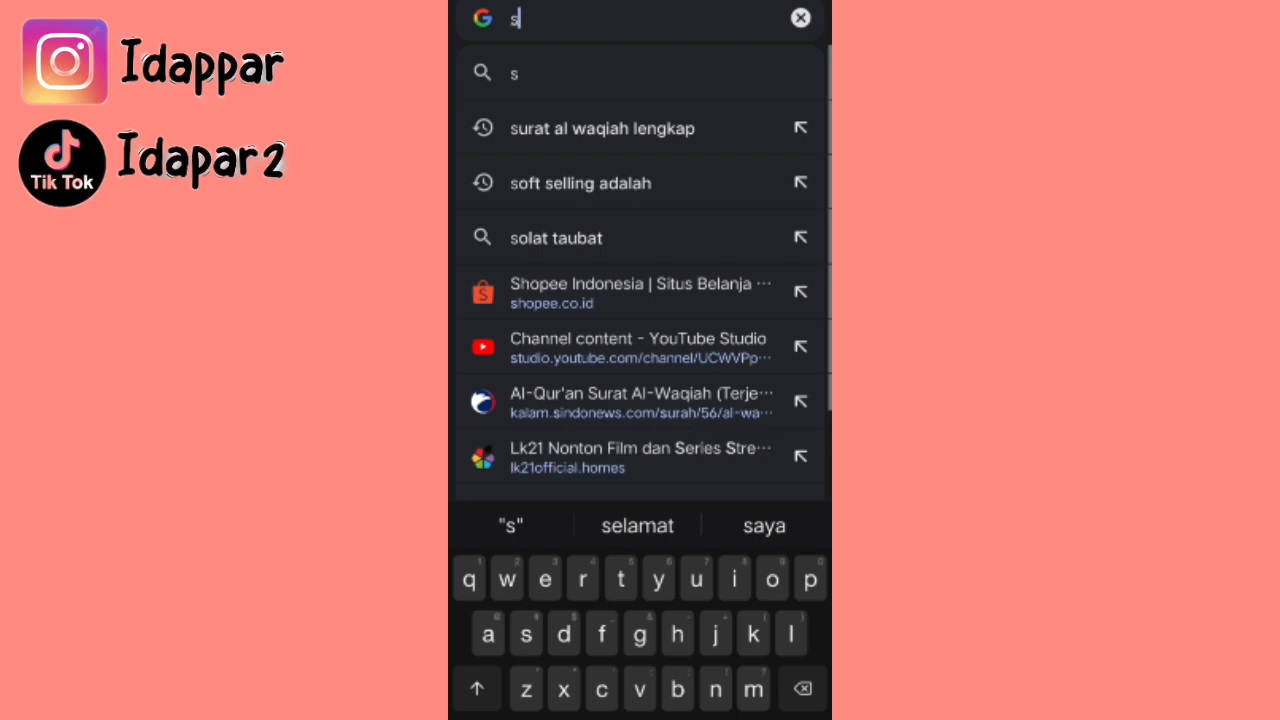 Idappar
Tik Tok
Idapar2
s
s
surat al waqiah lengkap
soft selling adalah
solat taubat
Shopee Indonesia | Situs Belanja ...
shopee.co.id
Channel content - YouTube Studio
studio.youtube.com/channel/UCWVPp...
Al-Qur'an Surat Al-Waqiah (Terje...
kalam.sindonews.com/surah/56/al-wa...
Lk21 Nonton Film dan Series Stre...
lk21official.homes
"s" selamat saya
q w e r t y u i o p
a s d f g h j k l
z x c v b n m